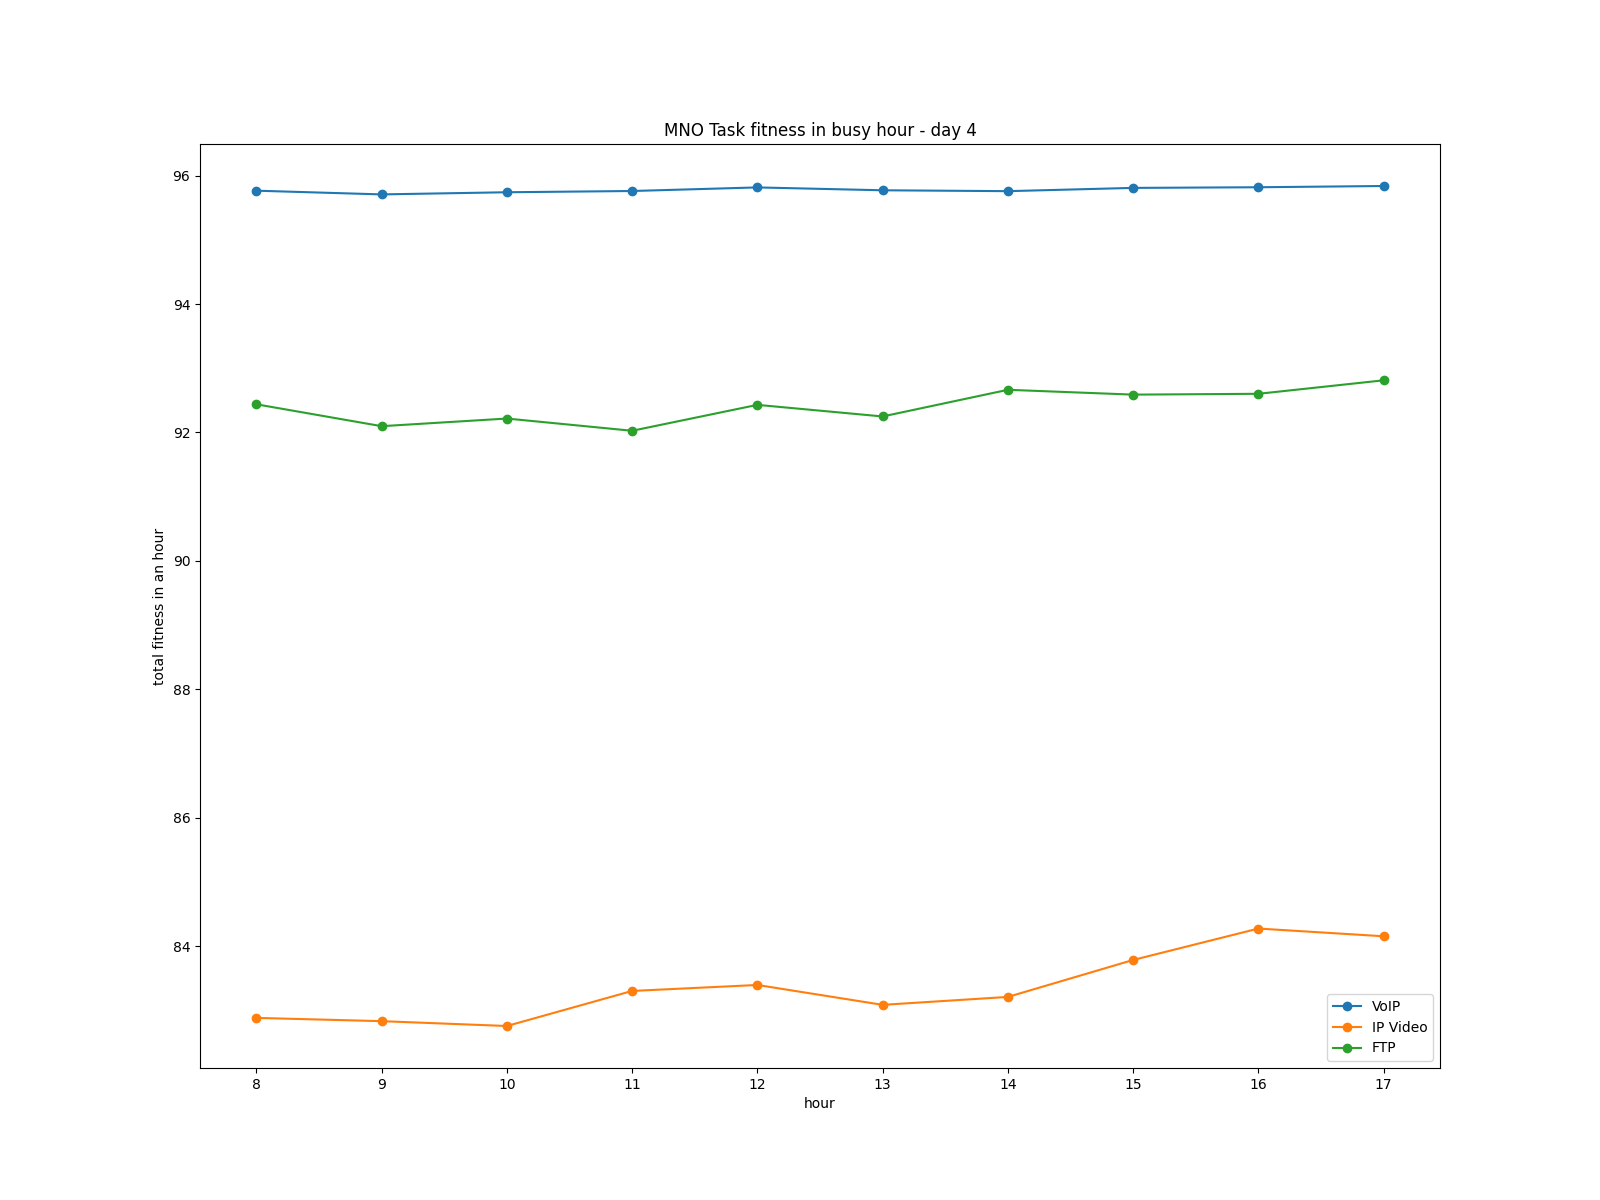 MNO Task fitness in busy hour - day 4
96
94
92
90
88
86
84
total fitness in an hour
8 9 10 11 12 13 14 15 16 17
hour
VoIP
IP Video
FTP